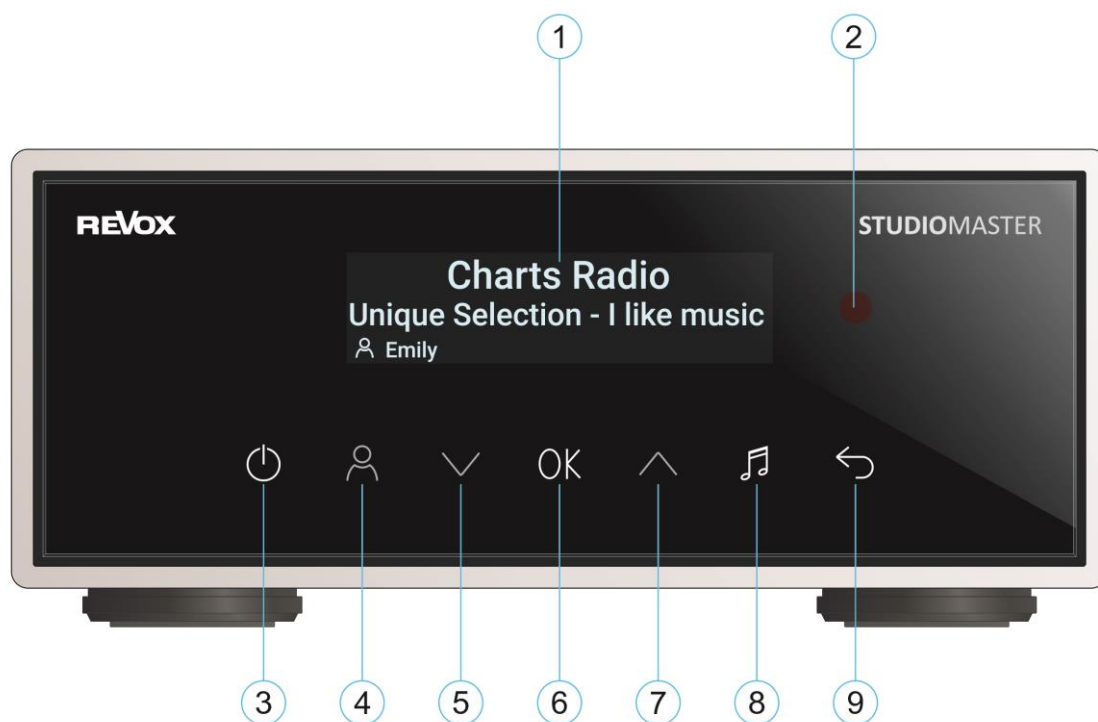 1 2
REVOX STUDIOMASTER
Charts Radio
Unique Selection - I like music
Emily
OK
3 4 5 6 7 8 9